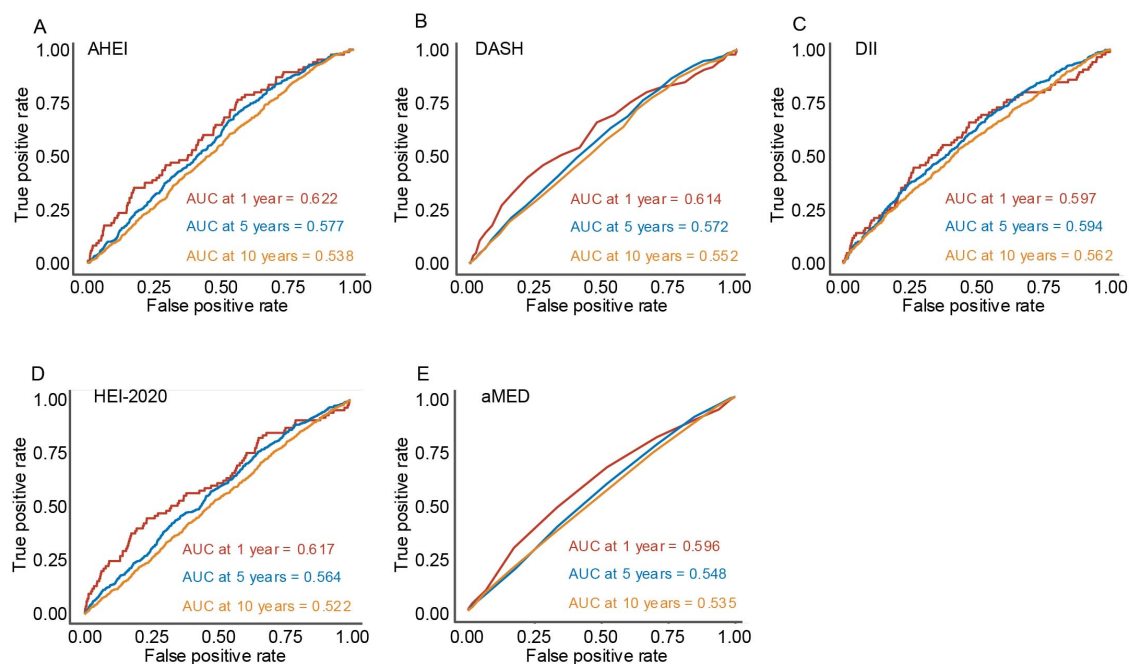 A
AHEI
True positive rate
1.00
0.75
0.50
0.25
0.00
AUC at 1 year = 0.622
AUC at 5 years = 0.577
AUC at 10 years = 0.538
0.00 0.25 0.50 0.75 1.00
False positive rate
B
DASH
True positive rate
1.00
0.75
0.50
0.25
0.00
AUC at 1 year = 0.614
AUC at 5 years = 0.572
AUC at 10 years = 0.552
0.00 0.25 0.50 0.75 1.00
False positive rate
C
DII
True positive rate
1.00
0.75
0.50
0.25
0.00
AUC at 1 year = 0.597
AUC at 5 years = 0.594
AUC at 10 years = 0.562
0.00 0.25 0.50 0.75 1.00
False positive rate
D
HEI-2020
True positive rate
1.00
0.75
0.50
0.25
0.00
AUC at 1 year = 0.617
AUC at 5 years = 0.564
AUC at 10 years = 0.522
0.00 0.25 0.50 0.75 1.00
False positive rate
E
aMED
True positive rate
1.00
0.75
0.50
0.25
0.00
AUC at 1 year = 0.596
AUC at 5 years = 0.548
AUC at 10 years = 0.535
0.00 0.25 0.50 0.75 1.00
False positive rate